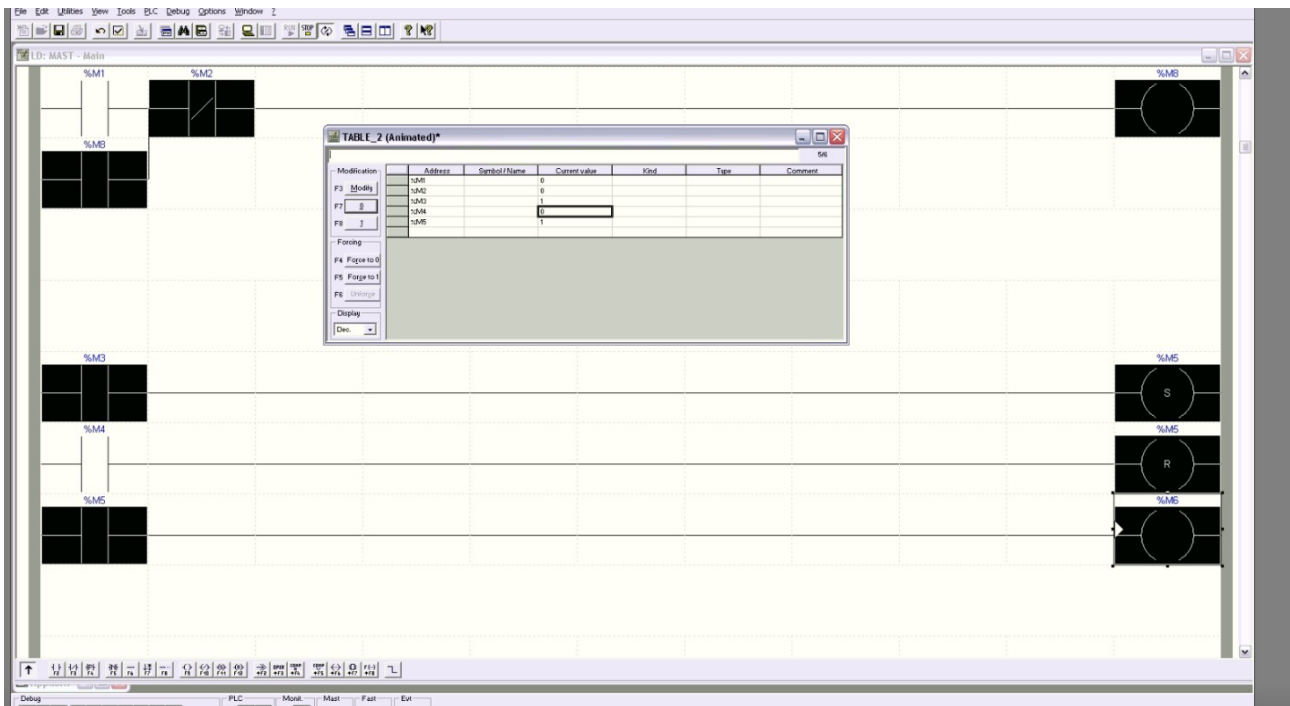 File Edit Utilities View Tools PLC Debug Options Window ?
STOP
LD: MAST - Main
%M1 %M2 %M8
%M8
TABLE_2 (Animated)*
5/6
Modification Address Symbol / Name Current value Kind Type Comment
%M1 0
F3 Modify %M2 0
%M3 1
F7 0 %M4 0
F8 1 %M5 1
Forcing
F4 Force to 0
F5 Force to 1
F6 Unforce
Display
Dec.
%M3 %M5
S
%M4 %M5
R
%M5 %M6
Debug PLC Monit. Mast Fast Evt